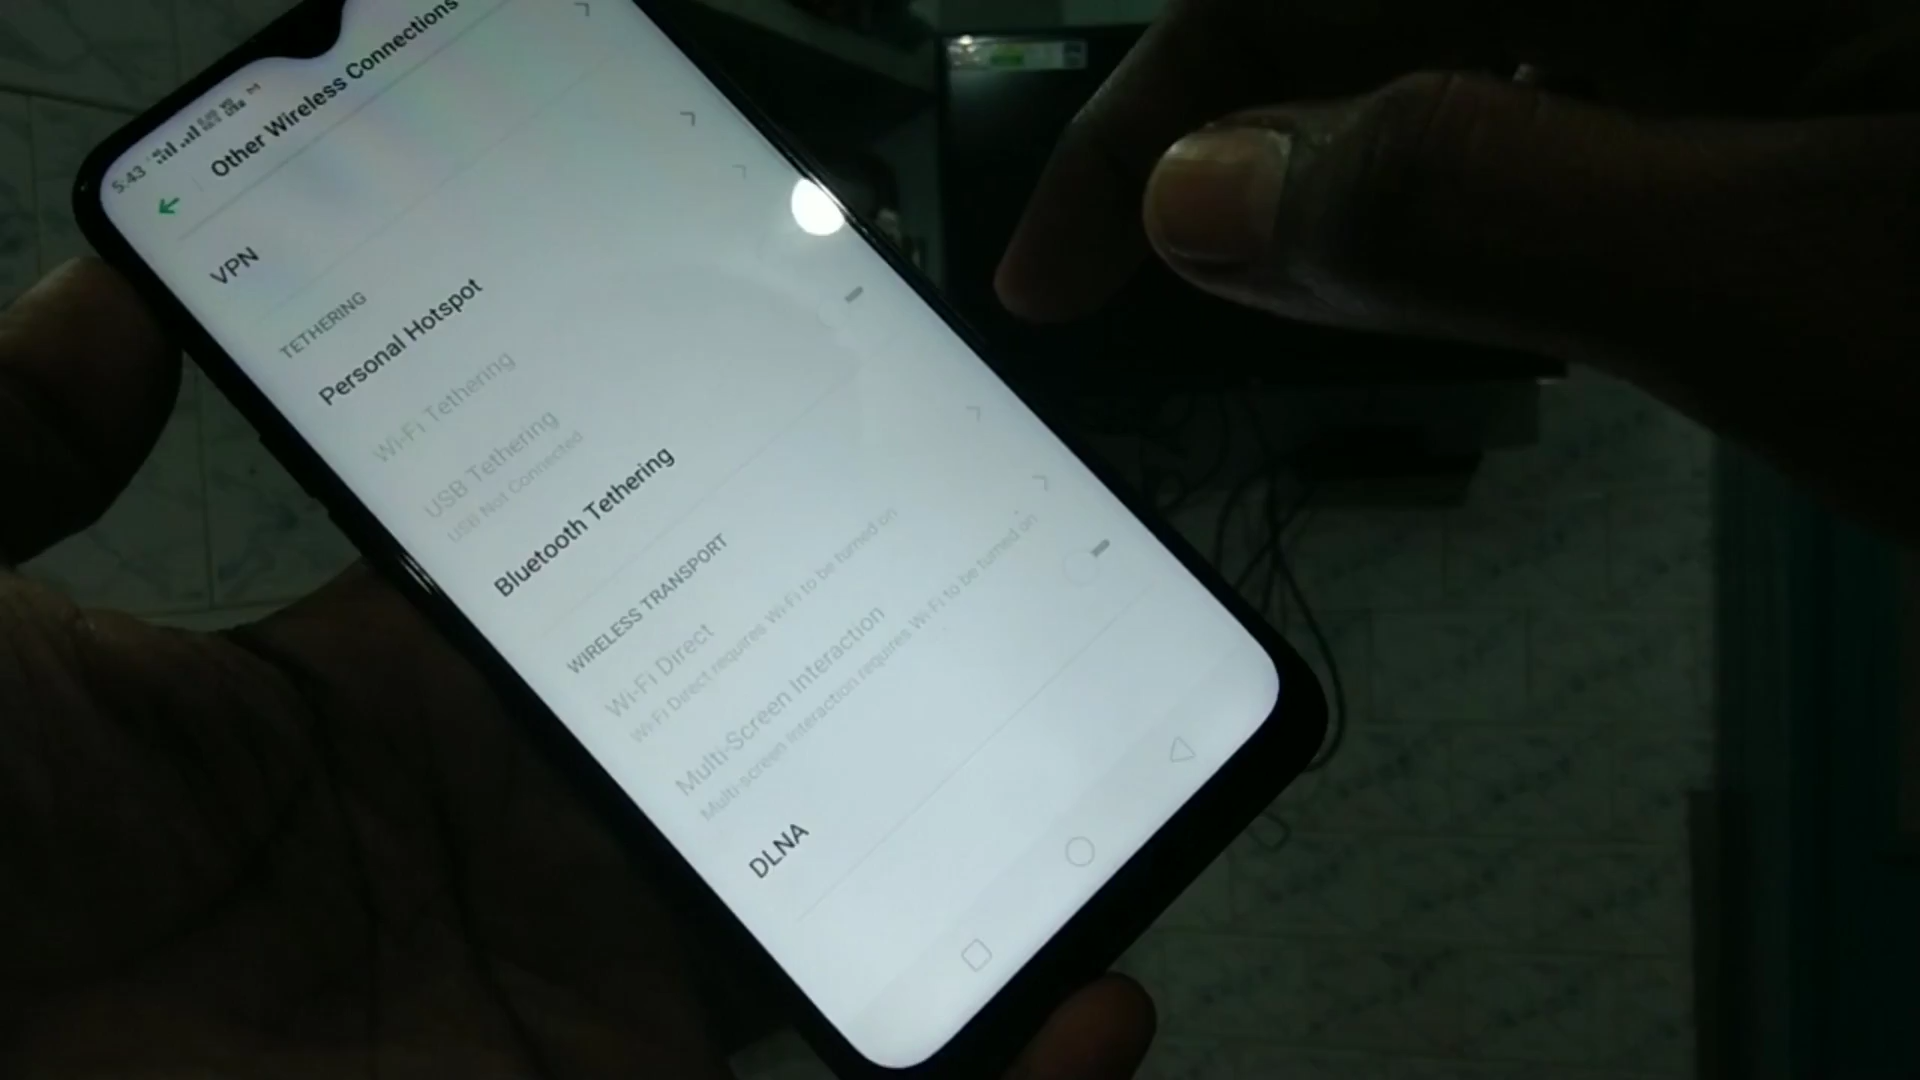 5:43
Other Wireless Connections
VPN
TETHERING
Personal Hotspot
Wi-Fi Tethering
USB Tethering
USB Not Connected
Bluetooth Tethering
WIRELESS TRANSPORT
Wi-Fi Direct
Wi-Fi Direct requires Wi-Fi to be turned on
Multi-Screen Interaction
Multi-screen Interaction requires Wi-Fi to be turned on
DLNA